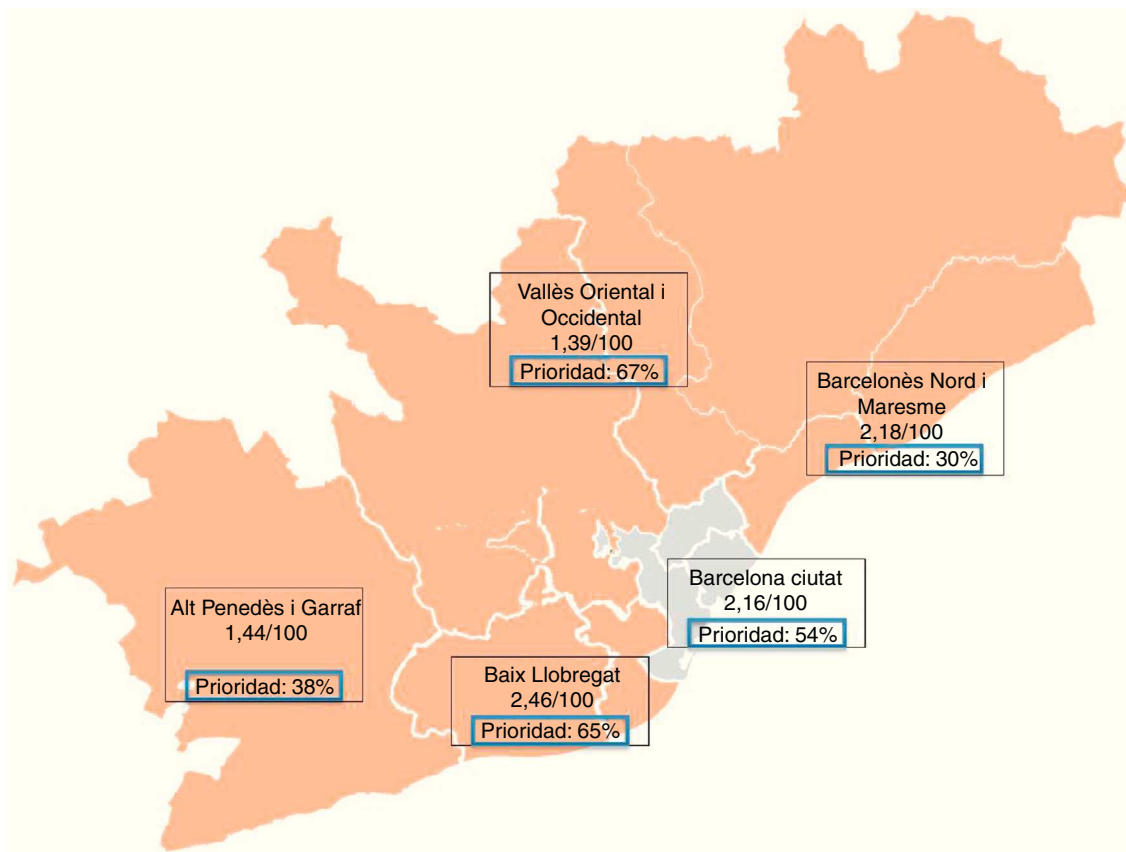 Vallès Oriental i
Occidental
1,39/100
Prioridad: 67%
Barcelonès Nord i
Maresme
2,18/100
Prioridad: 30%
Barcelona ciutat
2,16/100
Prioridad: 54%
Alt Penedès i Garraf
1,44/100
Prioridad: 38%
Baix Llobregat
2,46/100
Prioridad: 65%